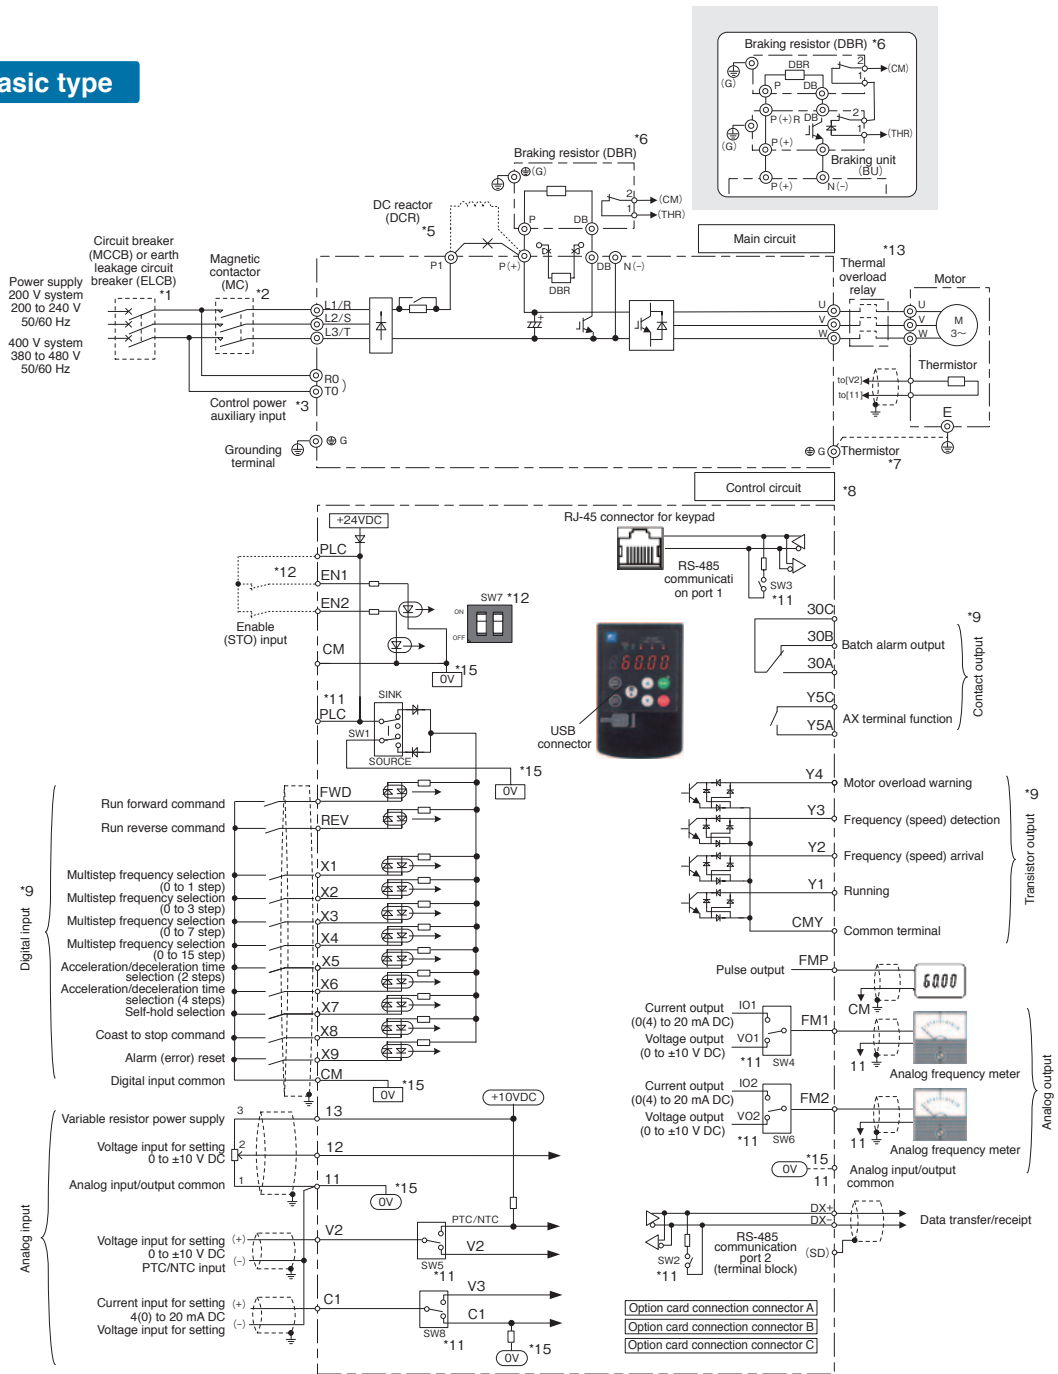 asic type
Braking resistor (DBR) *6
DBR
2
(CM)
1
(G)
P
DB
P(+)R
DB
2
1
(THR)
(G)
P(+)
Braking unit
(BU)
P(+)
N(-)
*6
Braking resistor (DBR)
(G)
2
(CM)
1
(THR)
DC reactor
(DCR)
*5
P
DB
Main circuit
*13
Circuit breaker
(MCCB) or earth
leakage circuit
breaker (ELCB)
*1
Magnetic
contactor
(MC)
*2
P1
P(+)
DB
N(-)
DBR
Thermal
overload
relay
Motor
Power supply
200 V system
200 to 240 V
50/60 Hz
400 V system
380 to 480 V
50/60 Hz
L1/R
L2/S
L3/T
+
U
V
W
U
V
W
M
3~
R0
T0
)
Control power
auxiliary input
*3
Thermistor
to[V2]
to[11]
E
Grounding
terminal
G
G
Thermistor
*7
Control circuit
*8
+24VDC
PLC
*12
EN1
EN2
Enable
(STO) input
SW7
*12
ON
OFF
CM
0V
*15
RJ-45 connector for keypad
RS-485
communicati
on port 1
SW3
*11
30C
*9
30B
Batch alarm output
30A
Y5C
AX terminal function
Y5A
Contact output
60.00
USB
connector
*11
PLC
SINK
SW1
SOURCE
*15
0V
Digital input
*9
Run forward command
FWD
Run reverse command
REV
Multistep frequency selection
(0 to 1 step)
X1
Multistep frequency selection
(0 to 3 step)
X2
Multistep frequency selection
(0 to 7 step)
X3
Multistep frequency selection
(0 to 15 step)
X4
Acceleration/deceleration time
selection (2 steps)
X5
Acceleration/deceleration time
selection (4 steps)
X6
Self-hold selection
X7
Coast to stop command
X8
Alarm (error) reset
X9
Digital input common
CM
0V
*15
Y4
Motor overload warning
*9
Y3
Frequency (speed) detection
Y2
Frequency (speed) arrival
Y1
Running
CMY
Common terminal
Transistor output
Pulse output
FMP
60.00
CM
Current output
(0(4) to 20 mA DC)
IO1
Voltage output
(0 to ±10 V DC)
VO1
*11
SW4
FM1
11
Analog frequency meter
Current output
(0(4) to 20 mA DC)
IO2
Voltage output
(0 to ±10 V DC)
VO2
*11
SW6
FM2
11
Analog frequency meter
Analog output
0V
*15
11
Analog input/output
common
Analog input
Variable resistor power supply
3
13
+10VDC
Voltage input for setting
0 to ±10 V DC
2
12
Analog input/output common
1
11
0V
*15
Voltage input for setting
0 to ±10 V DC
PTC/NTC input
(+)
(-)
V2
PTC/NTC
V2
SW5
*11
Current input for setting
4(0) to 20 mA DC
Voltage input for setting
(+)
(-)
C1
V3
C1
SW8
*11
0V
*15
DX+
DX-
Data transfer/receipt
RS-485
communication
port 2
(terminal block)
SW2
*11
(SD)
Option card connection connector A
Option card connection connector B
Option card connection connector C